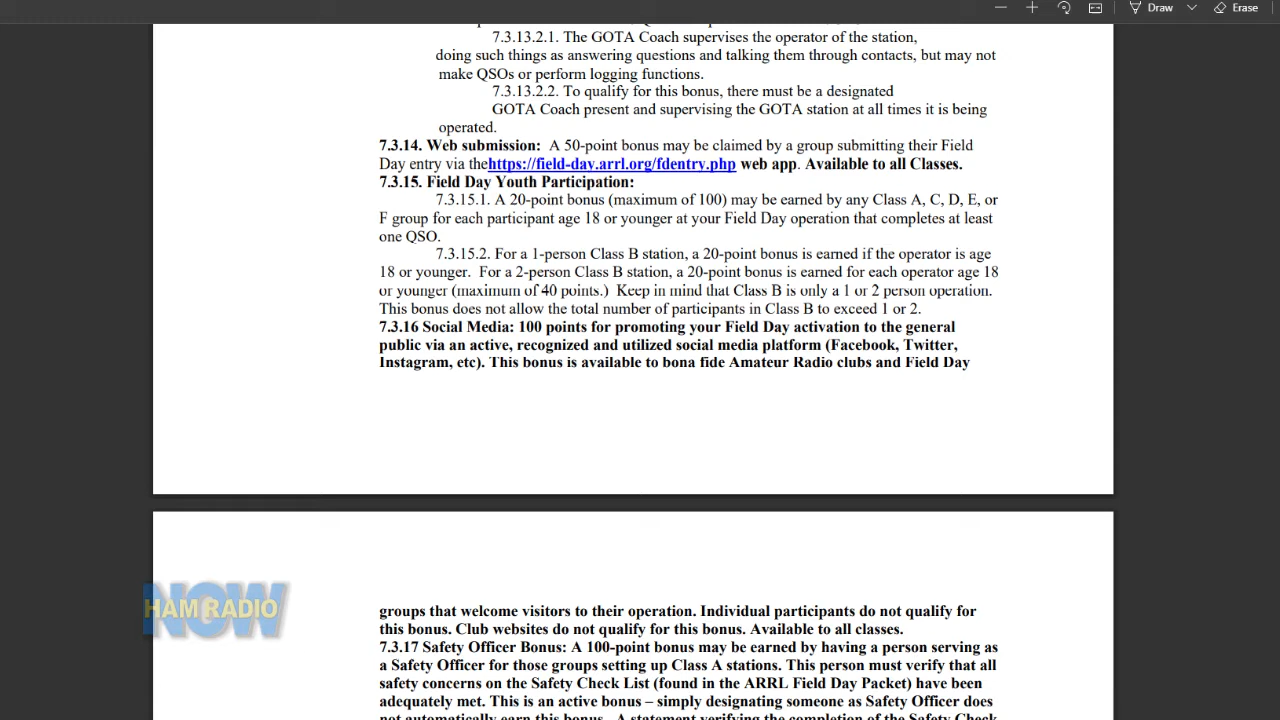 Draw
Erase
7.3.13.2.1. The GOTA Coach supervises the operator of the station,
doing such things as answering questions and talking them through contacts, but may not
make QSOs or perform logging functions.
7.3.13.2.2. To qualify for this bonus, there must be a designated
GOTA Coach present and supervising the GOTA station at all times it is being
operated.
7.3.14. Web submission: A 50-point bonus may be claimed by a group submitting their Field
Day entry via thehttps://field-day.arrl.org/fdentry.php web app. Available to all Classes.
7.3.15. Field Day Youth Participation:
7.3.15.1. A 20-point bonus (maximum of 100) may be earned by any Class A, C, D, E, or
F group for each participant age 18 or younger at your Field Day operation that completes at least
one QSO.
7.3.15.2. For a 1-person Class B station, a 20-point bonus is earned if the operator is age
18 or younger. For a 2-person Class B station, a 20-point bonus is earned for each operator age 18
or younger (maximum of 40 points.) Keep in mind that Class B is only a 1 or 2 person operation.
This bonus does not allow the total number of participants in Class B to exceed 1 or 2.
7.3.16 Social Media: 100 points for promoting your Field Day activation to the general
public via an active, recognized and utilized social media platform (Facebook, Twitter,
Instagram, etc). This bonus is available to bona fide Amateur Radio clubs and Field Day
groups that welcome visitors to their operation. Individual participants do not qualify for
this bonus. Club websites do not qualify for this bonus. Available to all classes.
7.3.17 Safety Officer Bonus: A 100-point bonus may be earned by having a person serving as
a Safety Officer for those groups setting up Class A stations. This person must verify that all
safety concerns on the Safety Check List (found in the ARRL Field Day Packet) have been
adequately met. This is an active bonus – simply designating someone as Safety Officer does
not automatically earn this bonus. A statement verifying the completion of the Safety Check
HAM RADIO
NOW